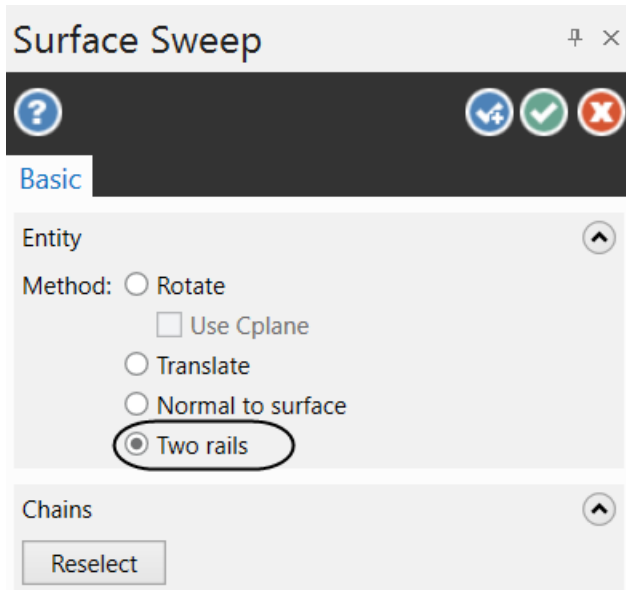 Surface Sweep
Basic
Entity
Method: Rotate
Use Cplane
Translate
Normal to surface
Two rails
Chains
Reselect